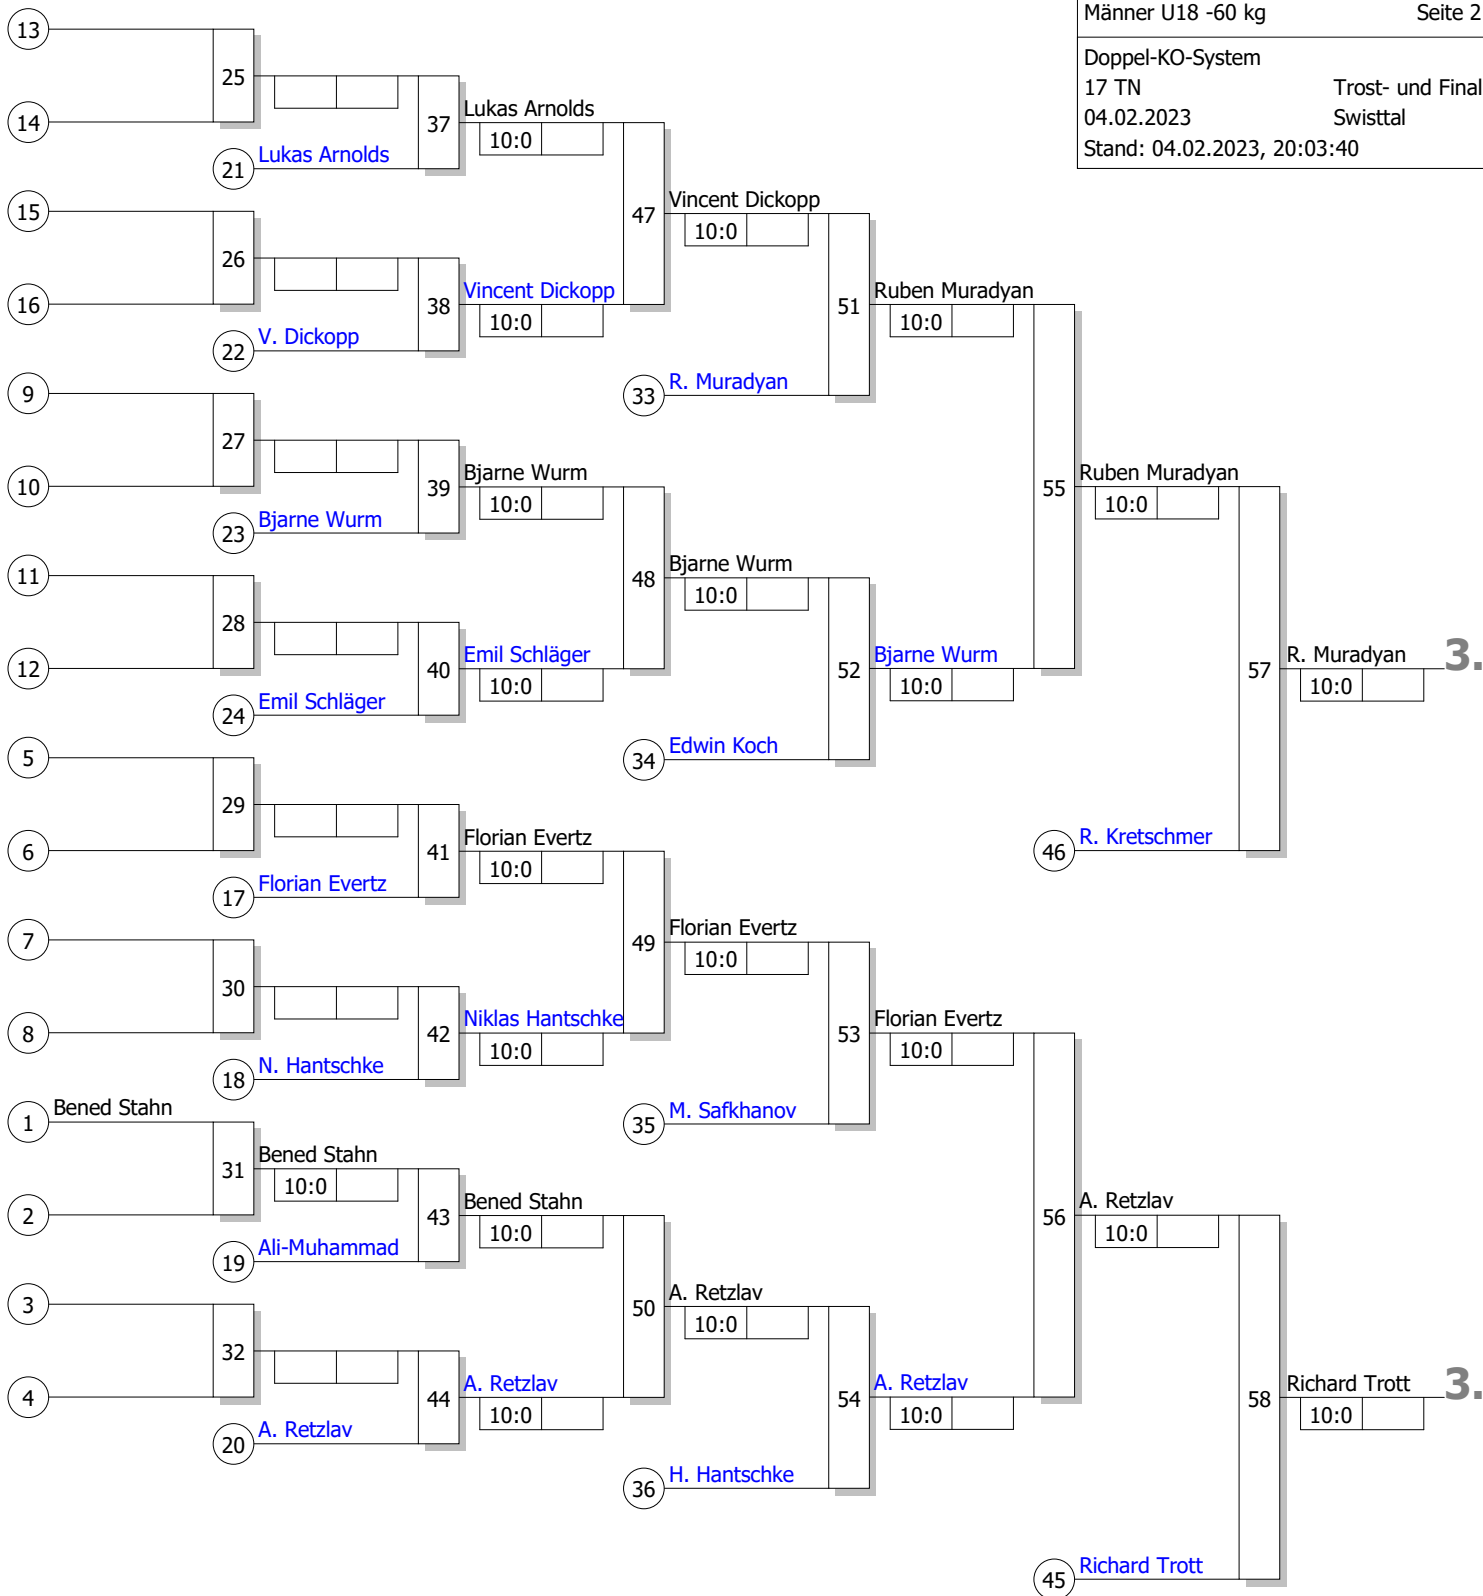 Männer U18 -60 kg Seite 2
Doppel-KO-System
17 TN Trost- und Final
04.02.2023 Swisttal
Stand: 04.02.2023, 20:03:40
13
25
14
37
Lukas Arnolds
10:0
21
Lukas Arnolds
15
47
Vincent Dickopp
10:0
26
16
38
Vincent Dickopp
10:0
51
Ruben Muradyan
10:0
22
V. Dickopp
9
33
R. Muradyan
27
10
39
Bjarne Wurm
10:0
55
Ruben Muradyan
10:0
23
Bjarne Wurm
11
48
Bjarne Wurm
10:0
28
12
40
Emil Schläger
10:0
52
Bjarne Wurm
10:0
57
R. Muradyan
10:0
3.
24
Emil Schläger
5
34
Edwin Koch
29
6
41
Florian Evertz
10:0
46
R. Kretschmer
17
Florian Evertz
7
49
Florian Evertz
10:0
30
8
42
Niklas Hantschke
10:0
53
Florian Evertz
10:0
18
N. Hantschke
1
Bened Stahn
35
M. Safkhanov
31
Bened Stahn
10:0
2
43
Bened Stahn
10:0
56
A. Retzlav
10:0
19
Ali-Muhammad
3
50
A. Retzlav
10:0
32
4
44
A. Retzlav
10:0
54
A. Retzlav
10:0
58
Richard Trott
10:0
3.
20
A. Retzlav
36
H. Hantschke
45
Richard Trott